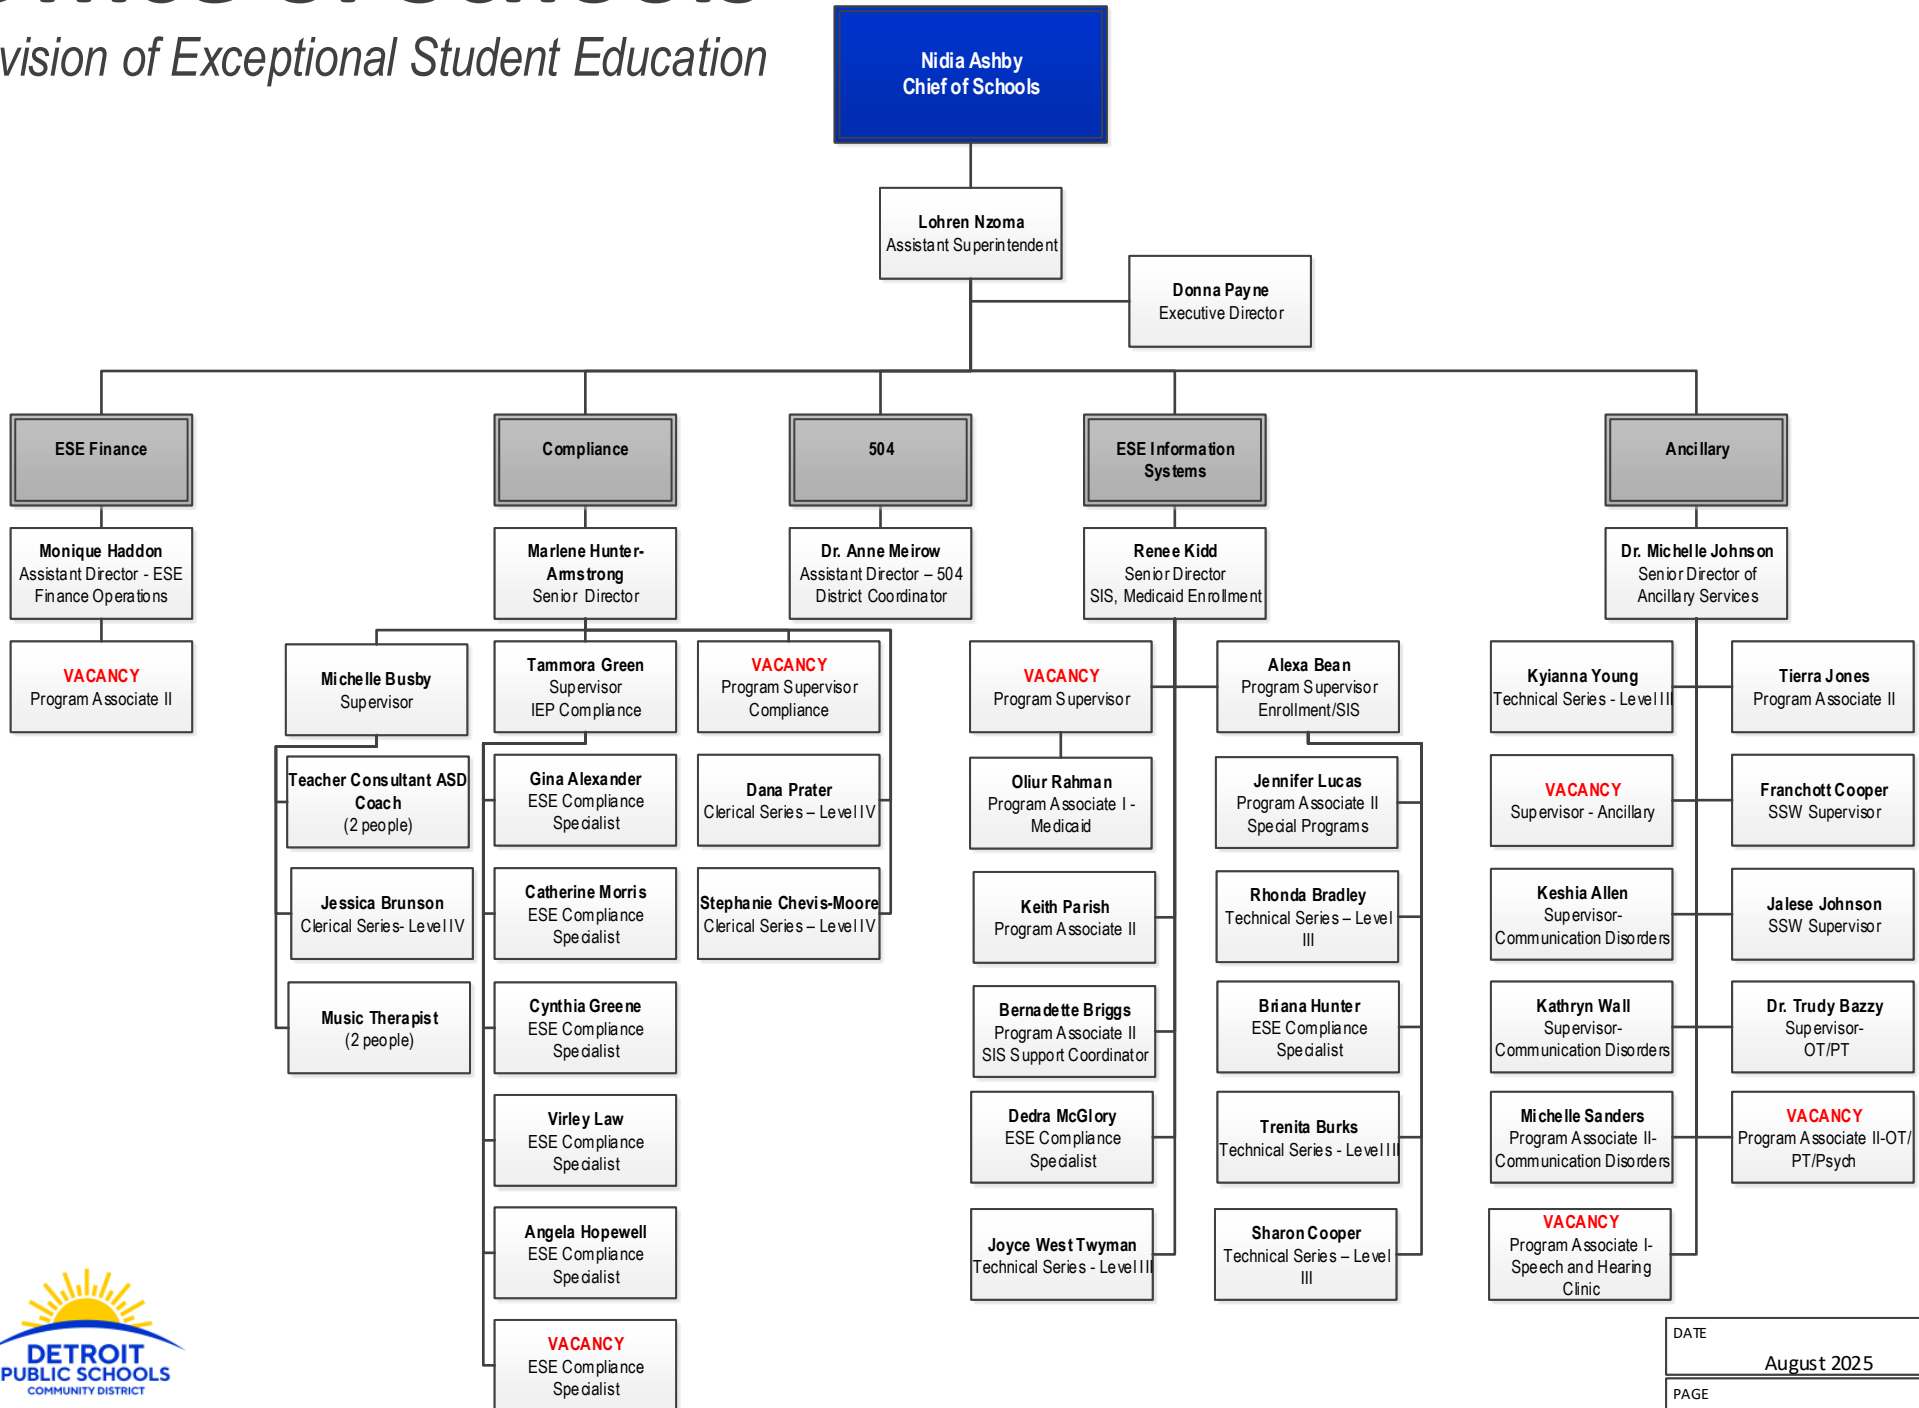 vision of Exceptional Student Education
Nidia Ashby
Chief of Schools
Lohren Nzoma
Assistant Superintendent
Donna Payne
Executive Director
ESE Finance
Compliance
504
ESE Information
Systems
Ancillary
Monique Haddon
Assistant Director - ESE
Finance Operations
Marlene Hunter-
Armstrong
Senior Director
Dr. Anne Meirow
Assistant Director – 504
District Coordinator
Renee Kidd
Senior Director
SIS, Medicaid Enrollment
Dr. Michelle Johnson
Senior Director of
Ancillary Services
VACANCY
Program Associate II
Michelle Busby
Supervisor
Tammora Green
Supervisor
IEP Compliance
VACANCY
Program Supervisor
Compliance
VACANCY
Program Supervisor
Alexa Bean
Program Supervisor
Enrollment/SIS
Kyianna Young
Technical Series - Level III
Tierra Jones
Program Associate II
Teacher Consultant ASD
Coach
(2 people)
Gina Alexander
ESE Compliance
Specialist
Dana Prater
Clerical Series – Level IV
Oliur Rahman
Program Associate I -
Medicaid
Jennifer Lucas
Program Associate II
Special Programs
VACANCY
Supervisor - Ancillary
Franchott Cooper
SSW Supervisor
Jessica Brunson
Clerical Series- Level IV
Catherine Morris
ESE Compliance
Specialist
Stephanie Chevis-Moore
Clerical Series – Level IV
Keith Parish
Program Associate II
Rhonda Bradley
Technical Series – Level
III
Keshia Allen
Supervisor-
Communication Disorders
Jalese Johnson
SSW Supervisor
Music Therapist
(2 people)
Cynthia Greene
ESE Compliance
Specialist
Bernadette Briggs
Program Associate II
SIS Support Coordinator
Briana Hunter
ESE Compliance
Specialist
Kathryn Wall
Supervisor-
Communication Disorders
Dr. Trudy Bazzy
Supervisor-
OT/PT
Virley Law
ESE Compliance
Specialist
Dedra McGlory
ESE Compliance
Specialist
Trenita Burks
Technical Series - Level III
Michelle Sanders
Program Associate II-
Communication Disorders
VACANCY
Program Associate II-OT/
PT/Psych
Angela Hopewell
ESE Compliance
Specialist
Joyce West Twyman
Technical Series - Level III
Sharon Cooper
Technical Series – Level
III
VACANCY
Program Associate I-
Speech and Hearing
Clinic
VACANCY
ESE Compliance
Specialist
DETROIT
PUBLIC SCHOOLS
COMMUNITY DISTRICT
DATE
August 2025
PAGE